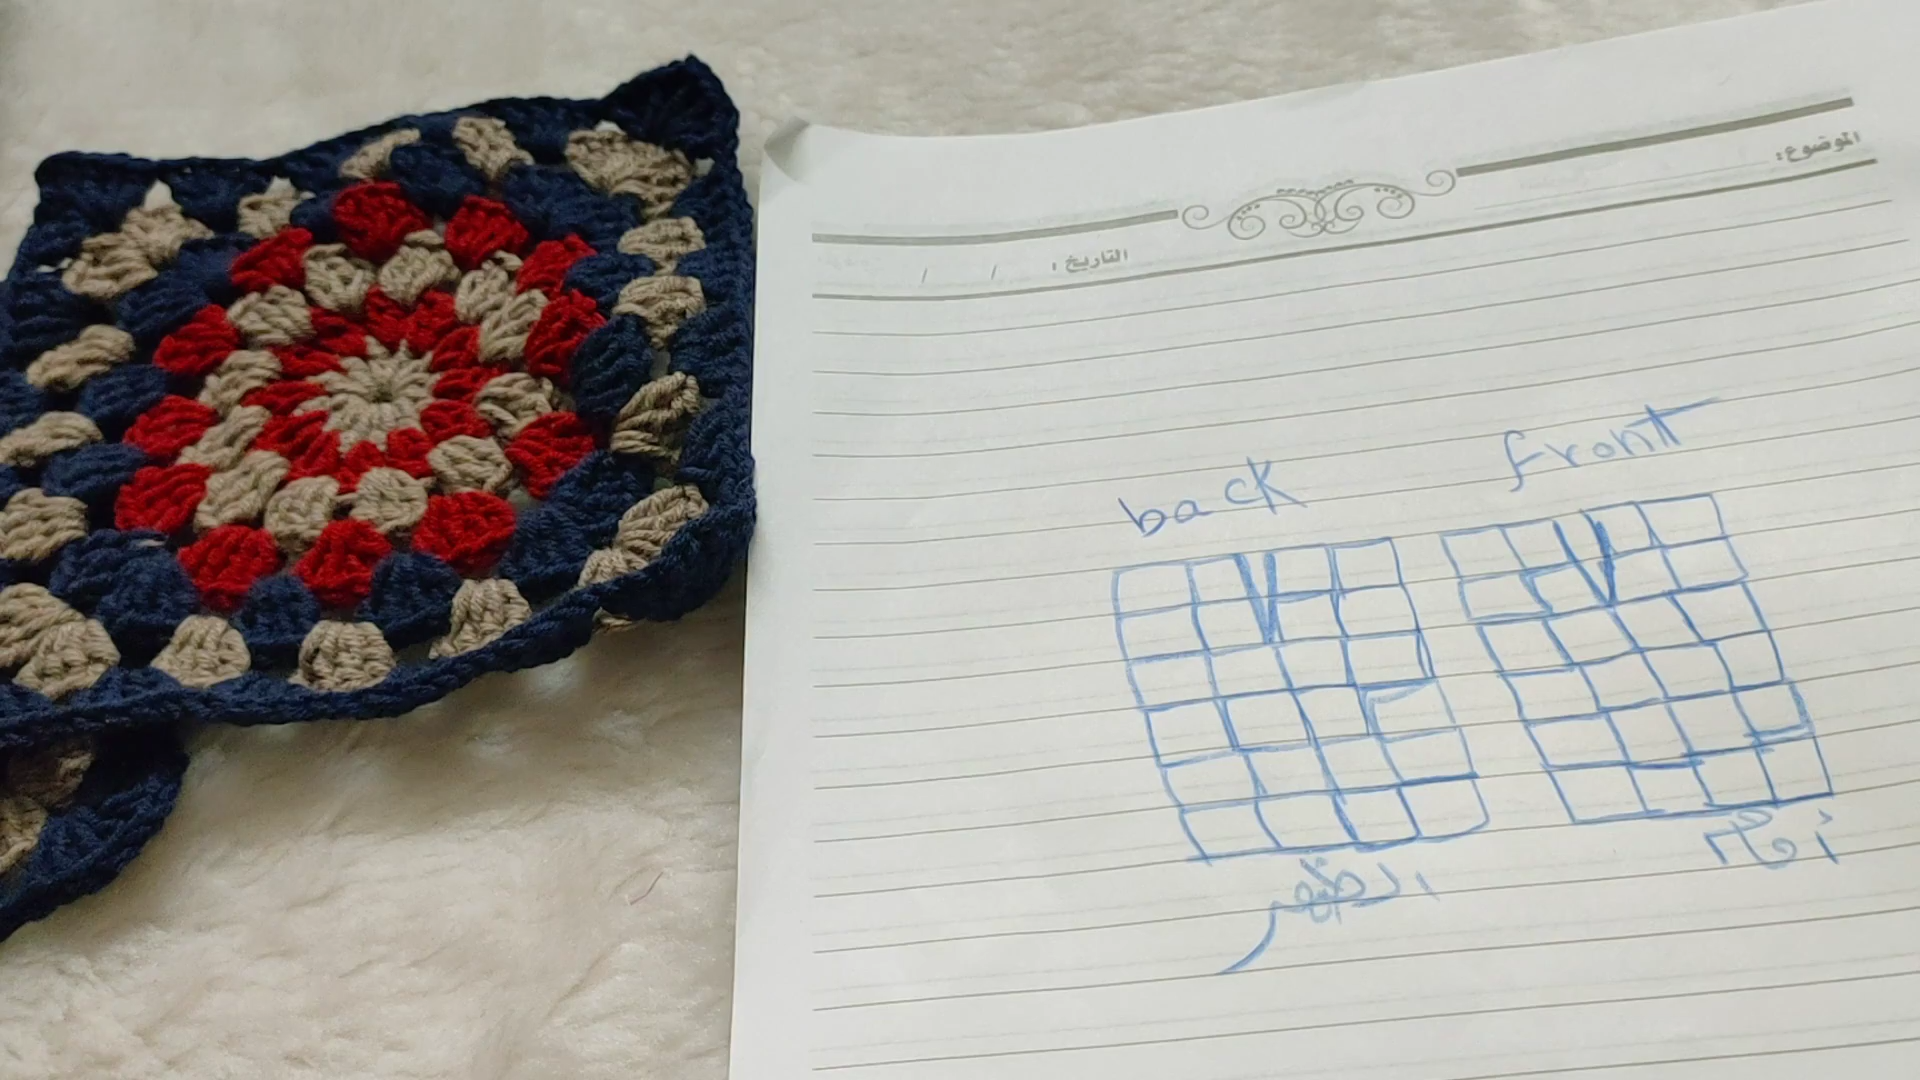 الموضوع:
التاريخ : / /
back front
الظهر أمام